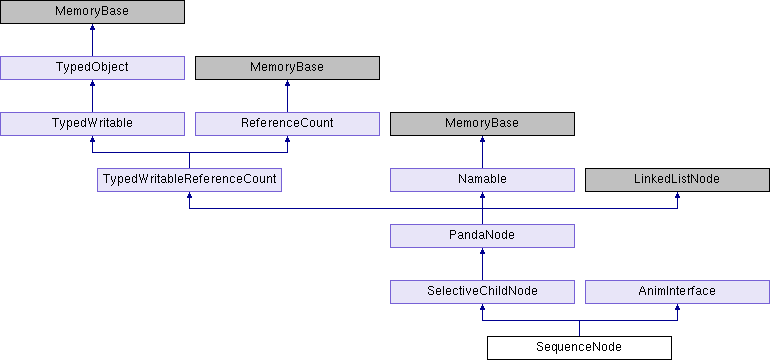 MemoryBase
TypedObject
MemoryBase
TypedWritable
ReferenceCount
MemoryBase
TypedWritableReferenceCount
Namable
LinkedListNode
PandaNode
SelectiveChildNode
AnimInterface
SequenceNode